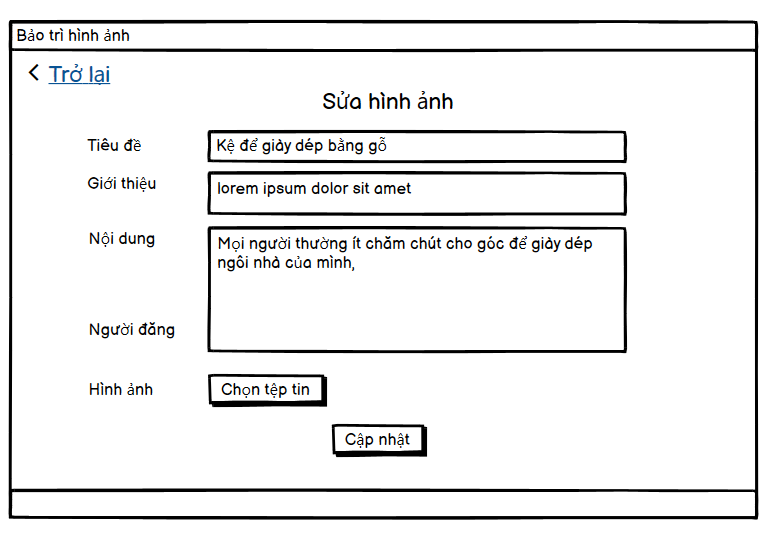 Bảo trì hình ảnh
Trở lại
Sửa hình ảnh
Tiêu đề
Kệ để giày dép bằng gỗ
Giới thiệu
lorem ipsum dolor sit amet
Nội dung
Mọi người thường ít chăm chút cho góc để giày dép
ngôi nhà của mình,
Người đăng
Hình ảnh
Chọn tệp tin
Cập nhật